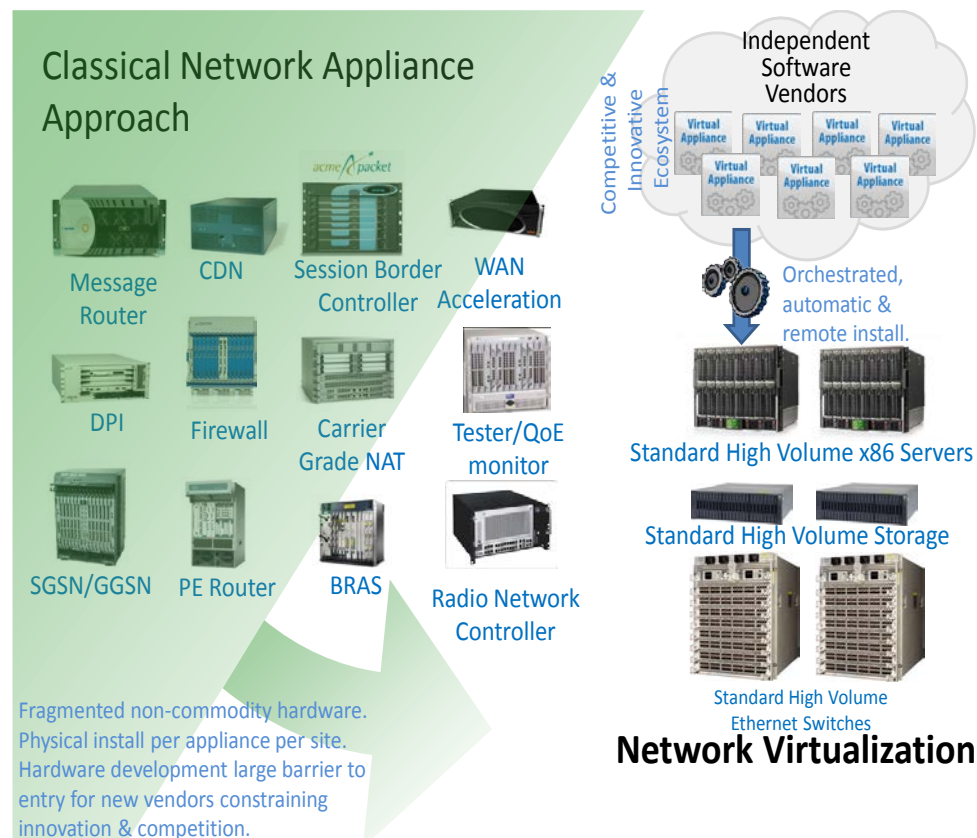 Classical Network Appliance
Approach
acme packet
Message
Router
CDN
Session Border
Controller
WAN
Acceleration
DPI
Firewall
Carrier
Grade NAT
Tester/QoE
monitor
SGSN/GGSN
PE Router
BRAS
Radio Network
Controller
Fragmented non-commodity hardware.
Physical install per appliance per site.
Hardware development large barrier to
entry for new vendors constraining
innovation & competition.
Independent
Software
Vendors
Competitive &
Innovative
Ecosystem
Virtual
Appliance
Virtual
Appliance
Virtual
Appliance
Virtual
Appliance
Virtual
Appliance
Virtual
Appliance
Virtual
Appliance
Orchestrated,
automatic &
remote install.
Standard High Volume x86 Servers
Standard High Volume Storage
Standard High Volume
Ethernet Switches
Network Virtualization